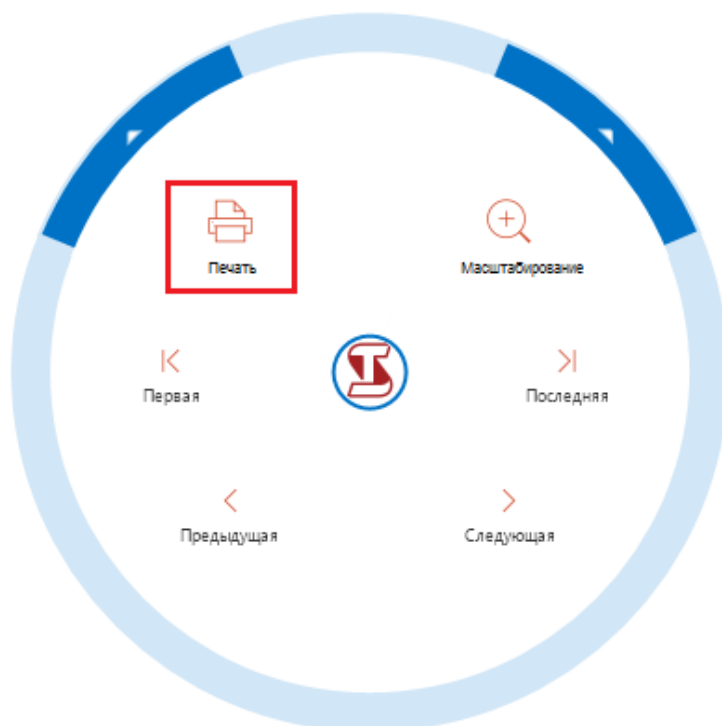 Печать
Масштабирование
Первая
Последняя
Предыдущая
Следующая